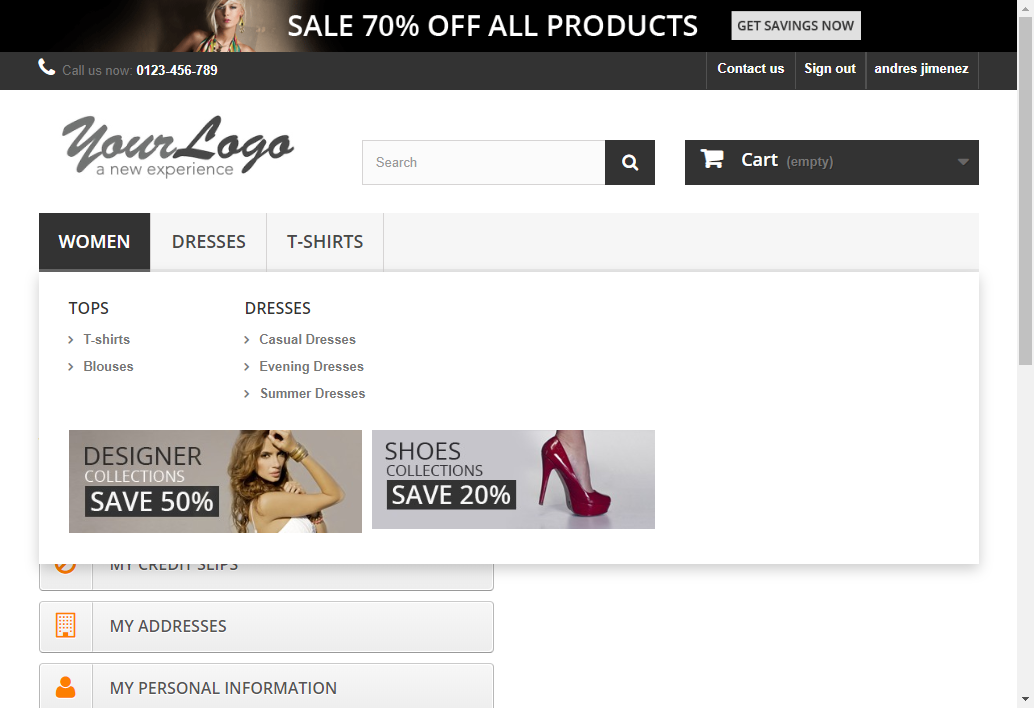 SALE 70% OFF ALL PRODUCTS GET SAVINGS NOW
Call us now: 0123-456-789 Contact us Sign out andres jimenez
YourLogo
a new experience
Search
Cart (empty)
WOMEN DRESSES T-SHIRTS
TOPS DRESSES
T-shirts Casual Dresses
Blouses Evening Dresses
Summer Dresses
DESIGNER
COLLECTIONS
SAVE 50%
SHOES
COLLECTIONS
SAVE 20%
MY CREDIT SLIPS
MY ADDRESSES
MY PERSONAL INFORMATION